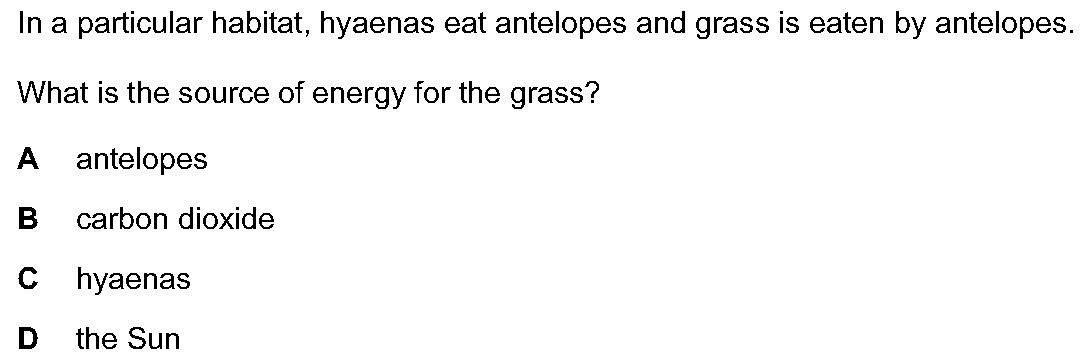 In a particular habitat, hyaenas eat antelopes and grass is eaten by antelopes.
What is the source of energy for the grass?
A antelopes
B carbon dioxide
C hyaenas
D the Sun